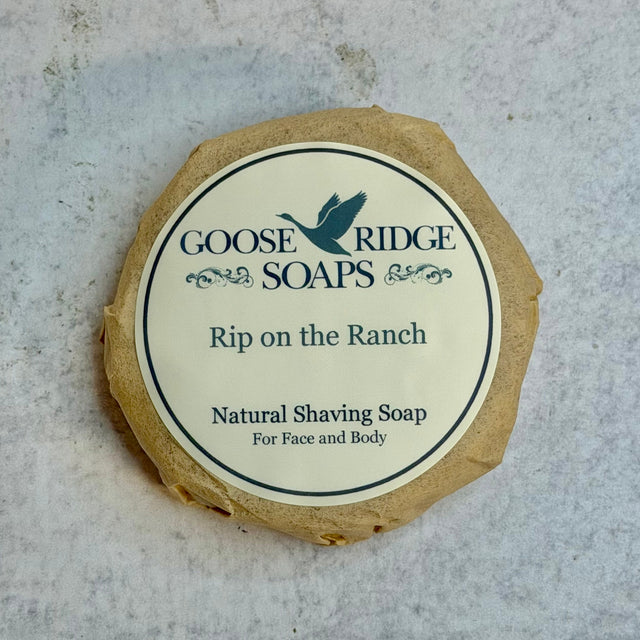 GOOSE RIDGE
SOAPS
Rip on the Ranch
Natural Shaving Soap
For Face and Body